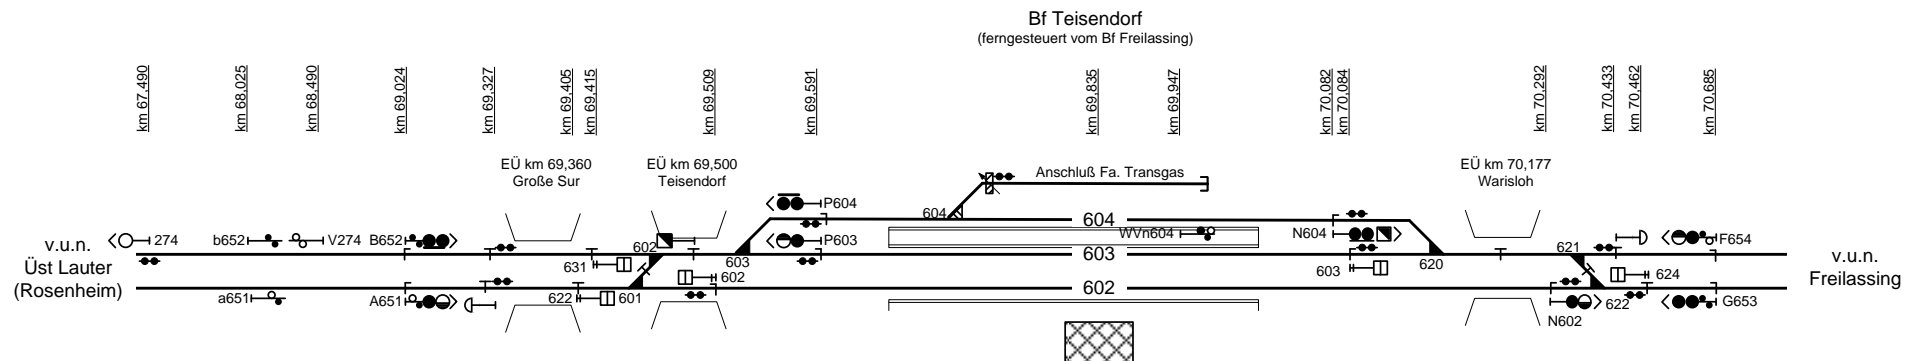 Bf Teisendorf
(ferngesteuert vom Bf Freilassing)
km 67,490
km 68,025
km 68,490
km 69,024
km 69,327
km 69,405
km 69,415
km 69,509
km 69,591
km 69,835
km 69,947
km 70,082
km 70,084
km 70,292
km 70,433
km 70,462
km 70,685
EÜ km 69,360
Große Sur
EÜ km 69,500
Teisendorf
EÜ km 70,177
Warisloh
Anschluß Fa. Transgas
P604
604
604
v.u.n.
Üst Lauter
(Rosenheim)
274
b652
V274
B652
602
P603
WVn604
N604
621
F654
631
603
603
602
603
620
624
v.u.n.
Freilassing
a651
A651
622
601
602
N602
622
G653